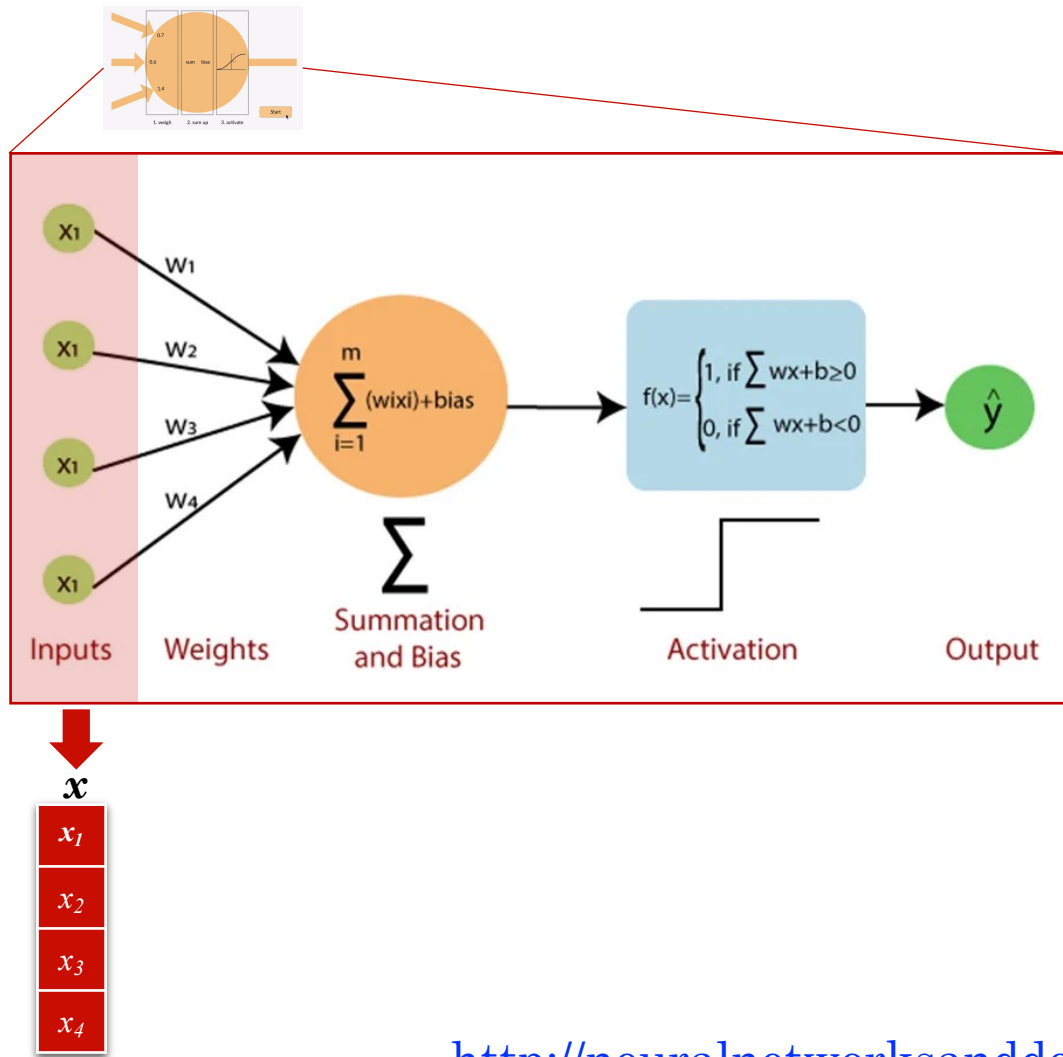 0.7
0.6
1.4
sum bias
Start
1. weigh 2. sum up 3. activate
x1
w1
x1
w2
x1
w3
x1
w4
m
∑(wixi)+bias
i=1
f(x)={1, if ∑ wx+b≥0
0, if ∑ wx+b<0
ŷ
∑
Inputs
Weights
Summation
and Bias
Activation
Output
x
x1
x2
x3
x4